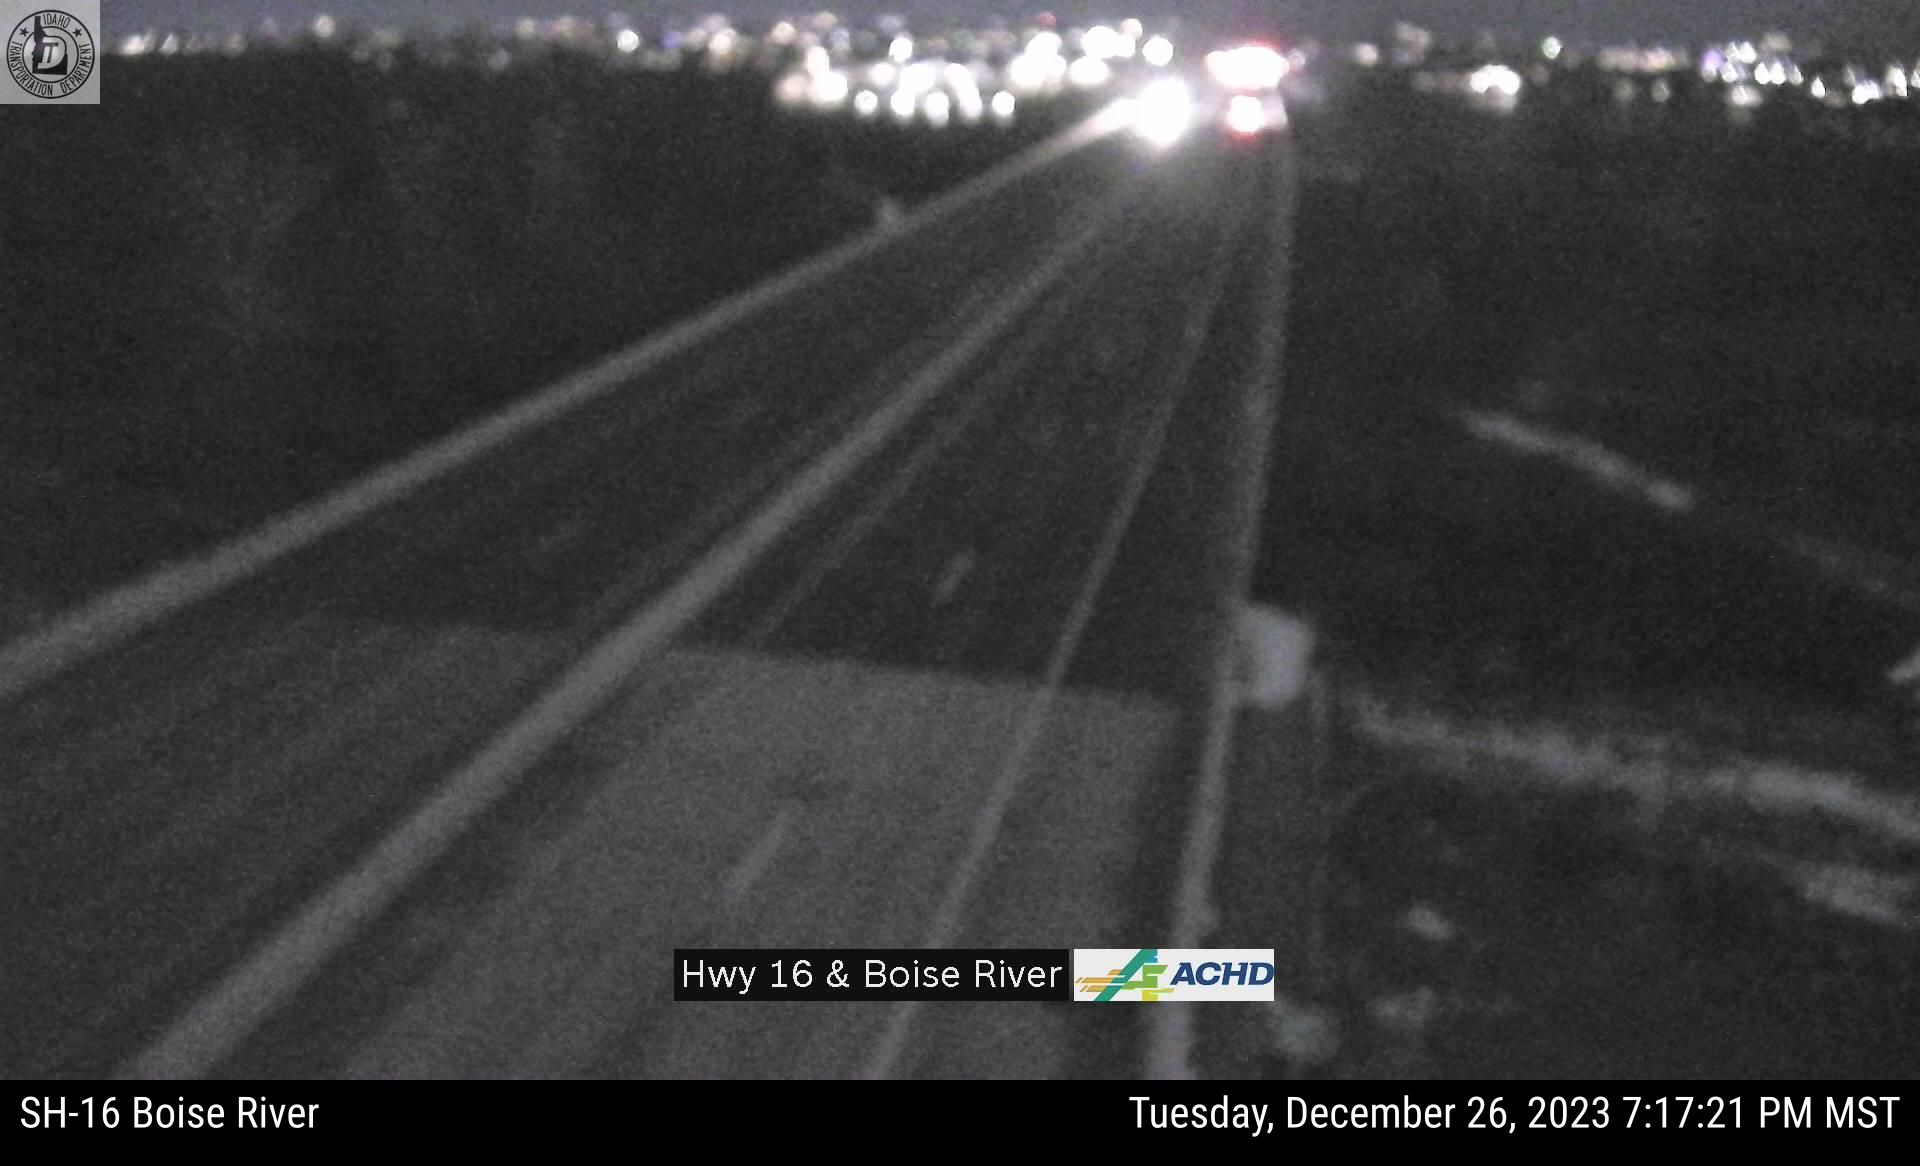 IDAHO
TRANSPORTATION DEPARTMENT
Hwy 16 & Boise River
ACHD
SH-16 Boise River
Tuesday, December 26, 2023 7:17:21 PM MST